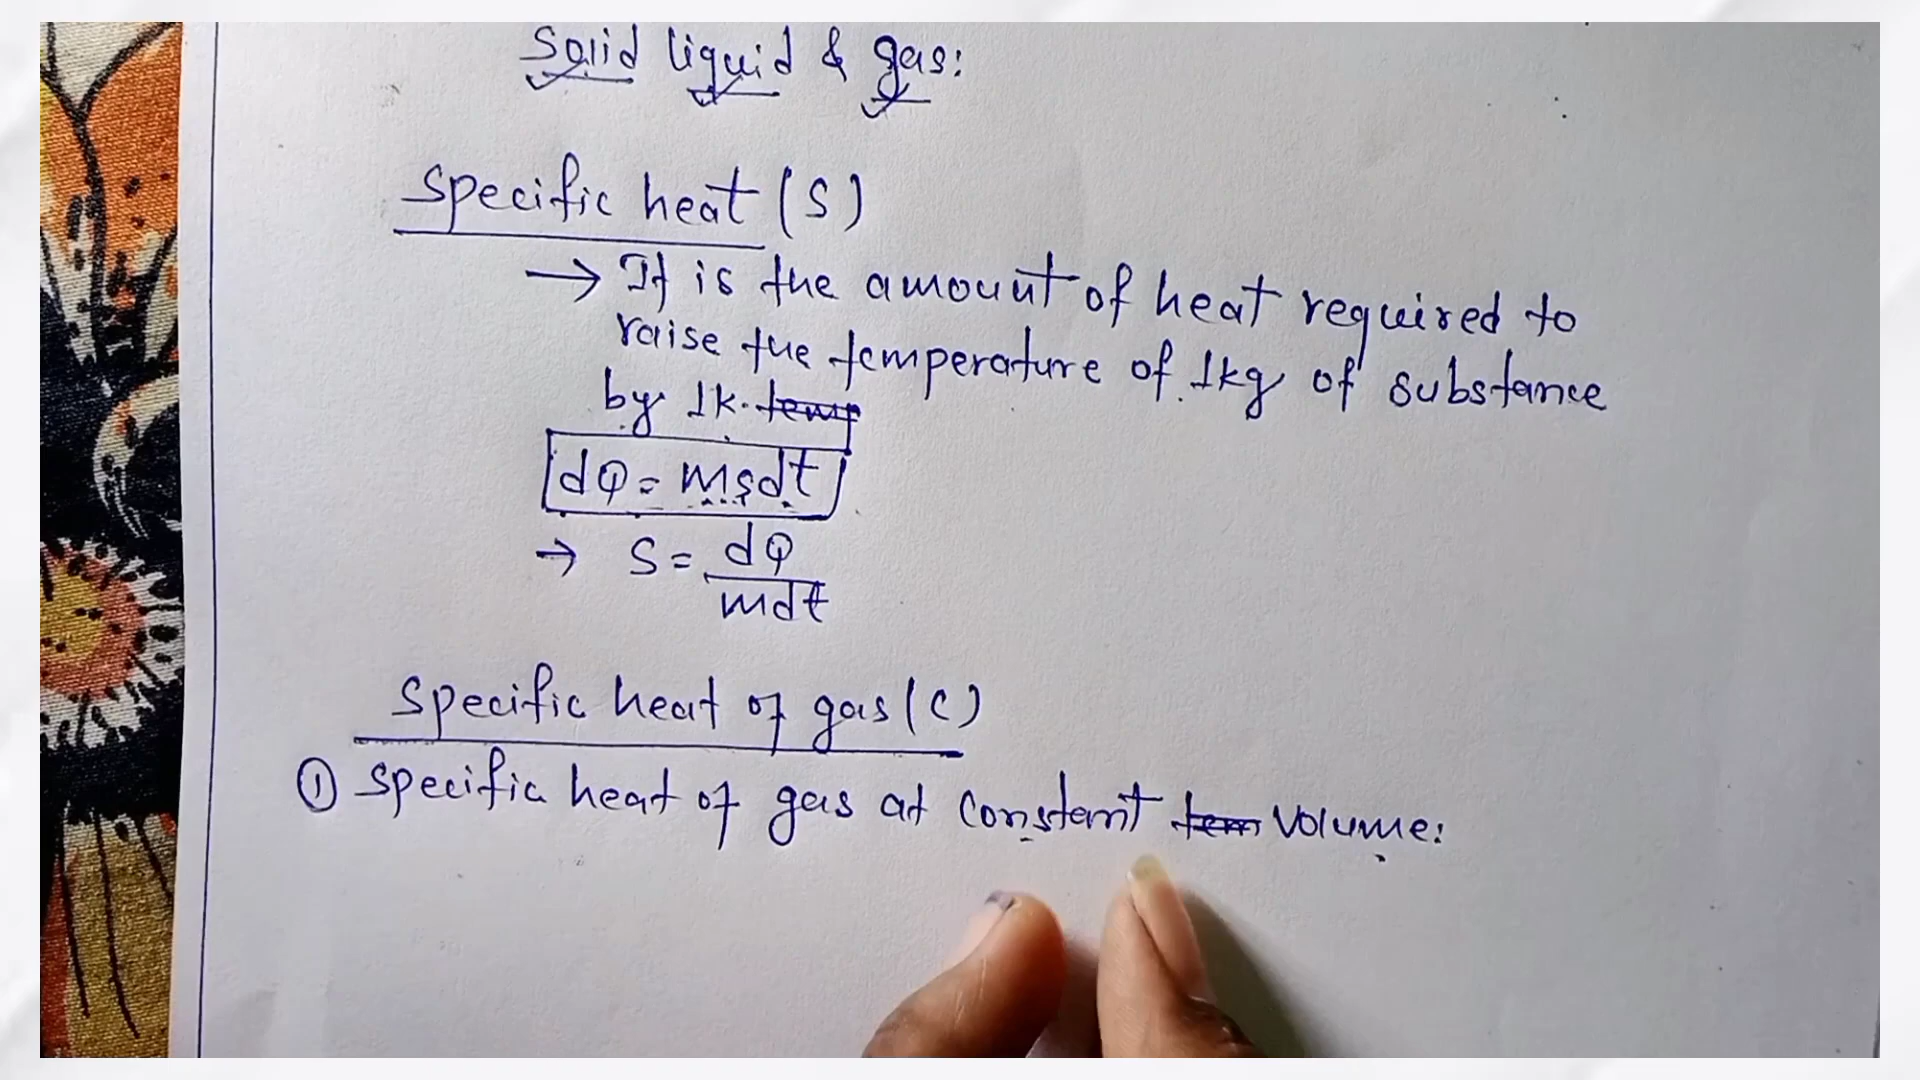 Solid liquid & gas:
Specific heat (S)
→ It is the amount of heat required to
raise the temperature of 1kg of substance
by 1k. temp
dQ = msdt
→ S = dQ/mdt
Specific heat of gas (C)
① Specific heat of gas at constant tem volume: